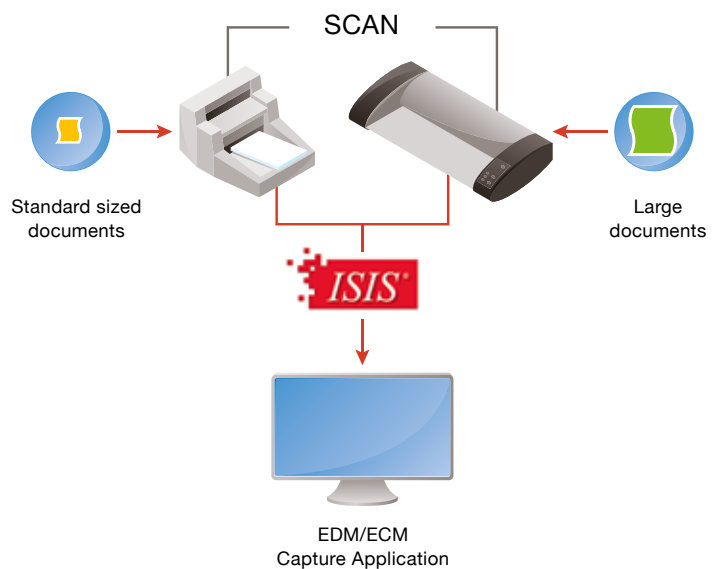 SCAN
Standard sized
documents
Large
documents
ISIS®
EDM/ECM
Capture Application